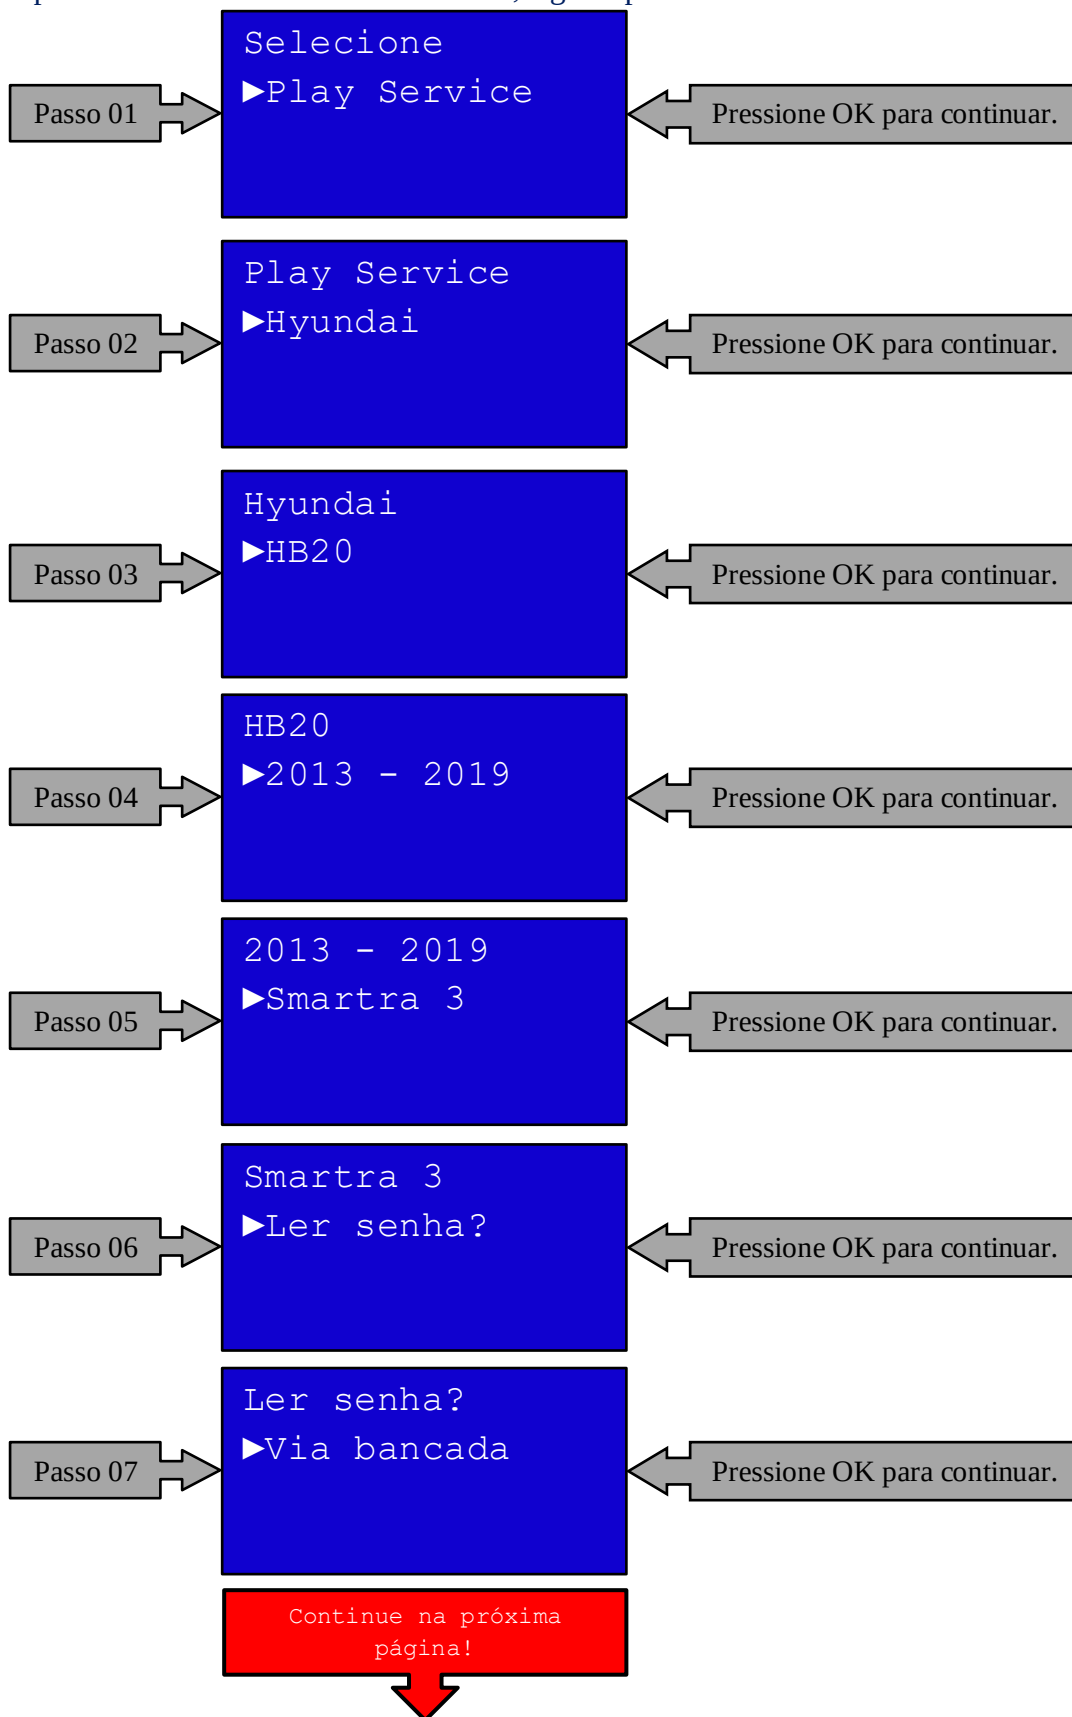 Selecione
►Play Service
Passo 01
Pressione OK para continuar.
Play Service
►Hyundai
Passo 02
Pressione OK para continuar.
Hyundai
►HB20
Passo 03
Pressione OK para continuar.
HB20
►2013 - 2019
Passo 04
Pressione OK para continuar.
2013 - 2019
►Smartra 3
Passo 05
Pressione OK para continuar.
Smartra 3
►Ler senha?
Passo 06
Pressione OK para continuar.
Ler senha?
►Via bancada
Passo 07
Pressione OK para continuar.
Continue na próxima
página!